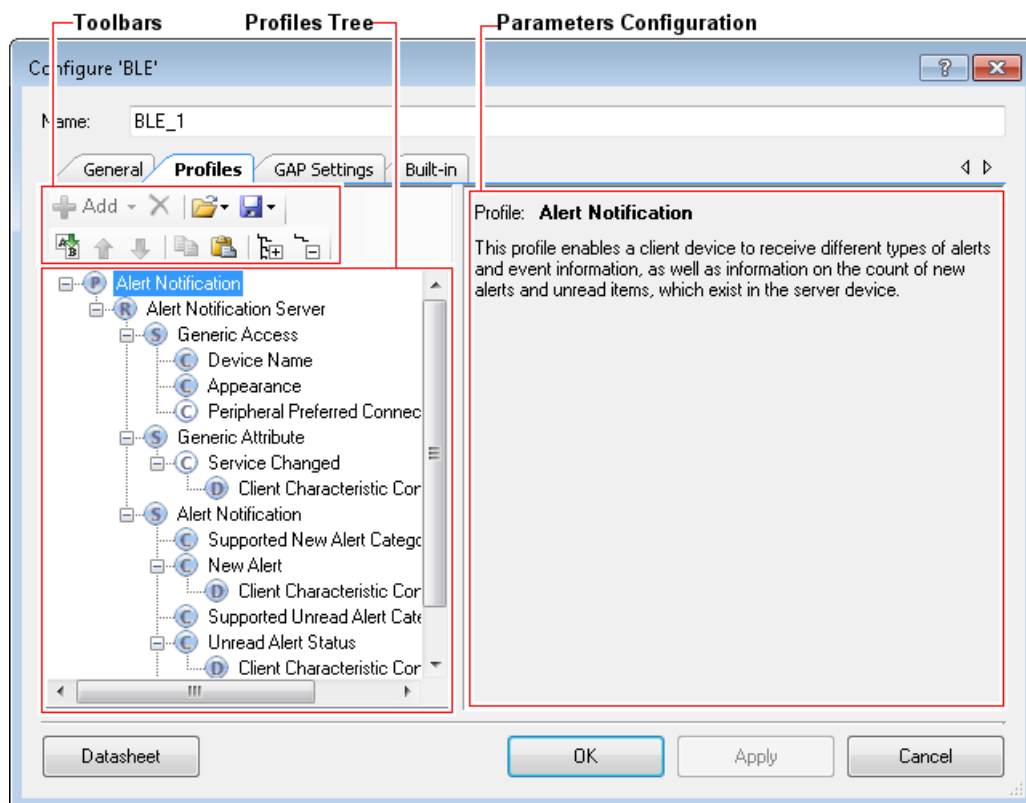 Toolbars Profiles Tree Parameters Configuration
Configure 'BLE'
Name: BLE_1
General Profiles GAP Settings Built-in
Add
Profile: Alert Notification
This profile enables a client device to receive different types of alerts
and event information, as well as information on the count of new
alerts and unread items, which exist in the server device.
P Alert Notification
R Alert Notification Server
S Generic Access
C Device Name
C Appearance
C Peripheral Preferred Connec
S Generic Attribute
C Service Changed
D Client Characteristic Cor
S Alert Notification
C Supported New Alert Catego
C New Alert
D Client Characteristic Cor
C Supported Unread Alert Cate
C Unread Alert Status
D Client Characteristic Cor
Datasheet OK Apply Cancel